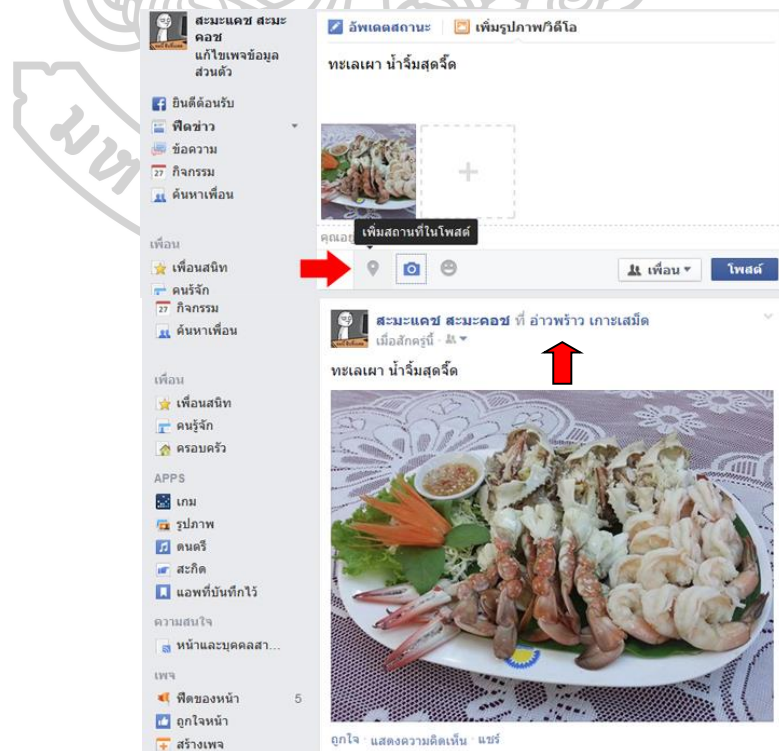 สะมะแคช สะมะ
คอช
แก้ไขเพจข้อมูล
ส่วนตัว
ยินดีต้อนรับ
ฟีดข่าว
ข้อความ
27 กิจกรรม
ค้นหาเพื่อน
เพื่อน
เพื่อนสนิท
คนรู้จัก
27 กิจกรรม
ค้นหาเพื่อน
เพื่อน
เพื่อนสนิท
คนรู้จัก
ครอบครัว
APPS
เกม
รูปภาพ
ดนตรี
สะกิด
แอพที่บันทึกไว้
ความสนใจ
หน้าและบุคคลสา...
เพจ
ฟีดของหน้า 5
ถูกใจหน้า
สร้างเพจ
อัพเดตสถานะ เพิ่มรูปภาพ/วิดีโอ
ทะเลเผา น้ำจิ้มสุดจี๊ด
เพิ่มสถานที่ในโพสต์
เพื่อน โพสต์
สะมะแคช สะมะคอช ที่ อ่าวพร้าว เกาะเสม็ด
เมื่อสักครู่นี้ ·
ทะเลเผา น้ำจิ้มสุดจี๊ด
ถูกใจ · แสดงความคิดเห็น · แชร์